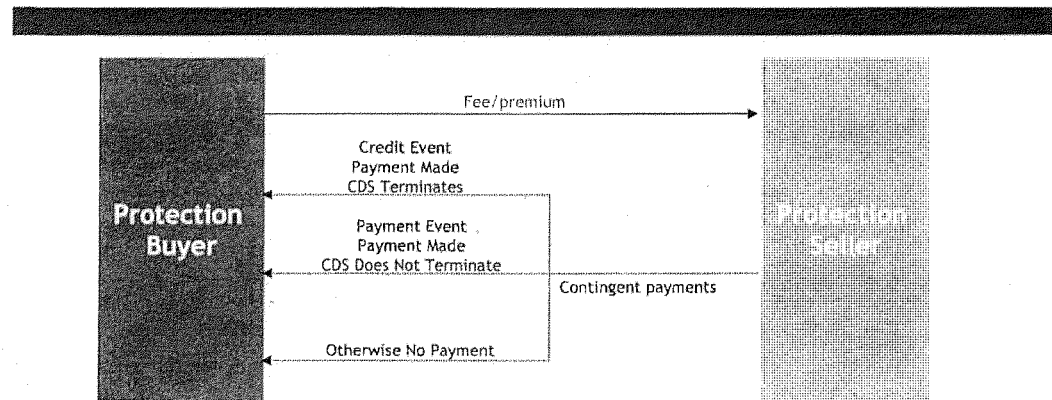 Fee/premium
Credit Event
Payment Made
CDS Terminates
Protection
Buyer
Payment Event
Payment Made
CDS Does Not Terminate
Protection
Seller
Contingent payments
Otherwise No Payment